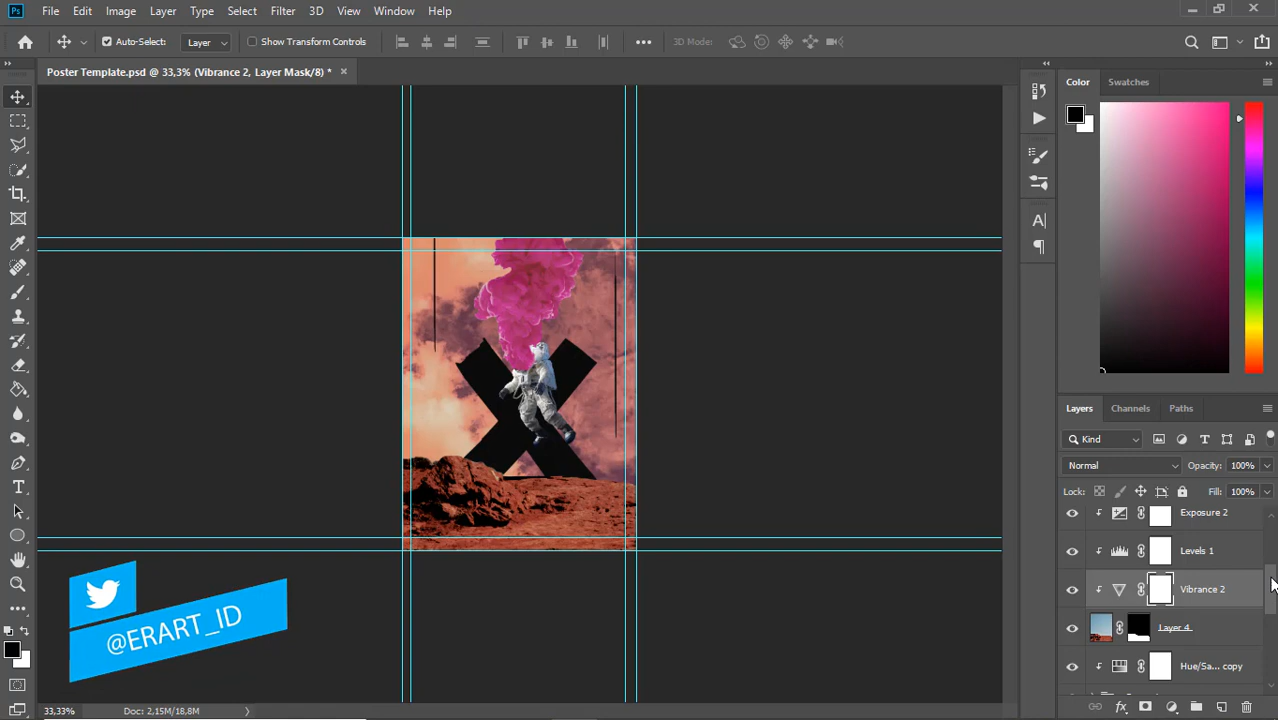 Ps File Edit Image Layer Type Select Filter 3D View Window Help
Auto-Select: Layer Show Transform Controls 3D Mode:
Poster Template.psd @ 33,3% (Vibrance 2, Layer Mask/8) * ×
Color Swatches
Layers Channels Paths
Kind
Normal Opacity: 100%
Lock: Fill: 100%
Exposure 2
Levels 1
Vibrance 2
Layer 4
Hue/Sa... copy
@ERART_ID
33,33% Doc: 2,15M/18,8M